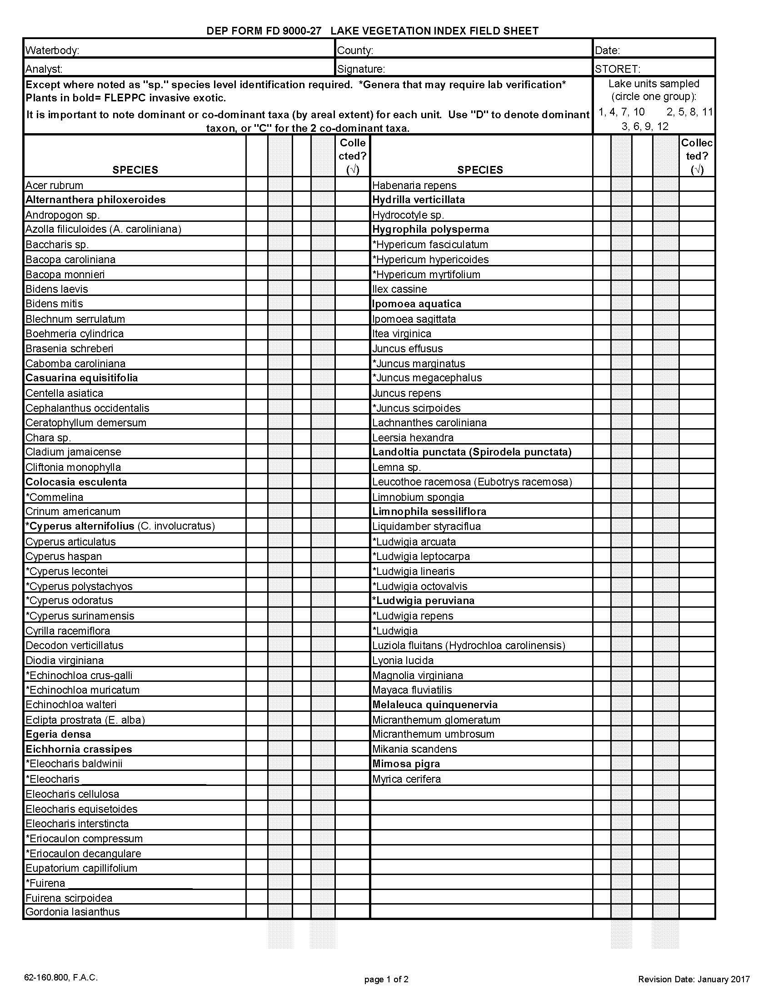 DEP FORM FD 9000-27   LAKE VEGETATION INDEX FIELD SHEET
Waterbody:
County:
Date:
Analyst:
Signature:
STORET:
Except where noted as "sp." species level identification required.  *Genera that may require lab verification*
Plants in bold= FLEPPC invasive exotic.
It is important to note dominant or co-dominant taxa (by areal extent) for each unit.  Use "D" to denote dominant
taxon, or "C" for the 2 co-dominant taxa.
Lake units sampled
(circle one group):
1, 4, 7, 10       2, 5, 8, 11
3, 6, 9, 12
SPECIES
Colle
cted?
(√)
Acer rubrum
Alternanthera philoxeroides
Andropogon sp.
Azolla filiculoides (A. caroliniana)
Baccharis sp.
Bacopa caroliniana
Bacopa monnieri
Bidens laevis
Bidens mitis
Blechnum serrulatum
Boehmeria cylindrica
Brasenia schreberi
Cabomba caroliniana
Casuarina equisitifolia
Centella asiatica
Cephalanthus occidentalis
Ceratophyllum demersum
Chara sp.
Cladium jamaicense
Cliftonia monophylla
Colocasia esculenta
*Commelina
Crinum americanum
*Cyperus alternifolius (C. involucratus)
Cyperus articulatus
Cyperus haspan
*Cyperus lecontei
*Cyperus polystachyos
*Cyperus odoratus
*Cyperus surinamensis
Cyrilla racemiflora
Decodon verticillatus
Diodia virginiana
*Echinochloa crus-galli
*Echinochloa muricatum
Echinochloa walteri
Eclipta prostrata (E. alba)
Egeria densa
Eichhornia crassipes
*Eleocharis baldwinii
*Eleocharis ____________________
Eleocharis cellulosa
Eleocharis equisetoides
Eleocharis interstincta
*Eriocaulon compressum
*Eriocaulon decangulare
Eupatorium capillifolium
*Fuirena ____________________
Fuirena scirpoidea
Gordonia lasianthus
SPECIES
Collec
ted?
(√)
Habenaria repens
Hydrilla verticillata
Hydrocotyle sp.
Hygrophila polysperma
*Hypericum fasciculatum
*Hypericum hypericoides
*Hypericum myrtifolium
Ilex cassine
Ipomoea aquatica
Ipomoea sagittata
Itea virginica
Juncus effusus
*Juncus marginatus
*Juncus megacephalus
Juncus repens
*Juncus scirpoides
Lachnanthes caroliniana
Leersia hexandra
Landoltia punctata (Spirodela punctata)
Lemna sp.
Leucothoe racemosa (Eubotrys racemosa)
Limnobium spongia
Limnophila sessiliflora
Liquidamber styraciflua
*Ludwigia arcuata
*Ludwigia leptocarpa
*Ludwigia linearis
*Ludwigia octovalvis
*Ludwigia peruviana
*Ludwigia repens
*Ludwigia
Luziola fluitans (Hydrochloa carolinensis)
Lyonia lucida
Magnolia virginiana
Mayaca fluviatilis
Melaleuca quinquenervia
Micranthemum glomeratum
Micranthemum umbrosum
Mikania scandens
Mimosa pigra
Myrica cerifera
62-160.800, F.A.C.
page 1 of 2
Revision Date: January 2017